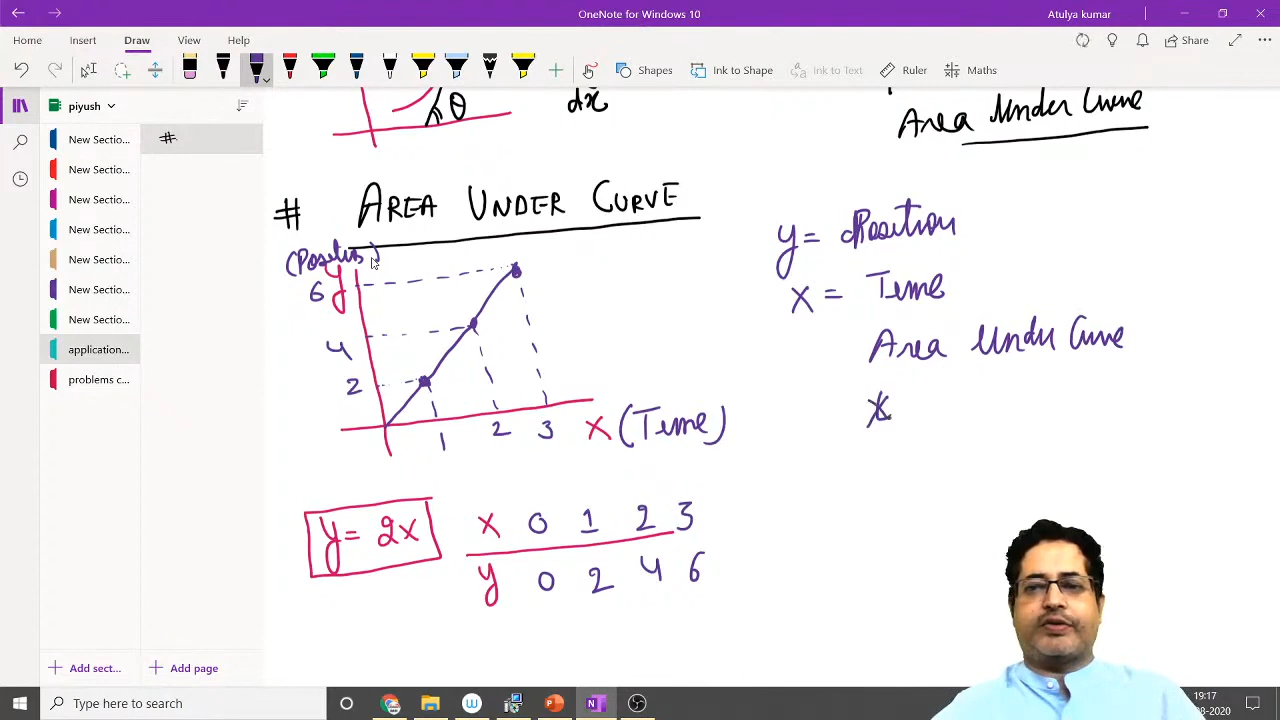 OneNote for Windows 10
Atulya kumar
Home Insert Draw View Help
Share
Shapes Ink to Shape Ink to Text Ruler Maths
piyush
#
New Sectio...
New Sectio...
New Sectio...
New Sectio...
New Sectio...
New Sectio...
New Sectio...
application...
problems c...
θ
dx
Area Under Curve
# AREA UNDER CURVE
(Position)
y
6
4
2
1 2 3 x (Time)
y = Position
x = Time
Area Under Curve
y = 2x
x 0 1 2 3
y 0 2 4 6
Add sect...
Add page
Type here to search
19:17
-08-2020